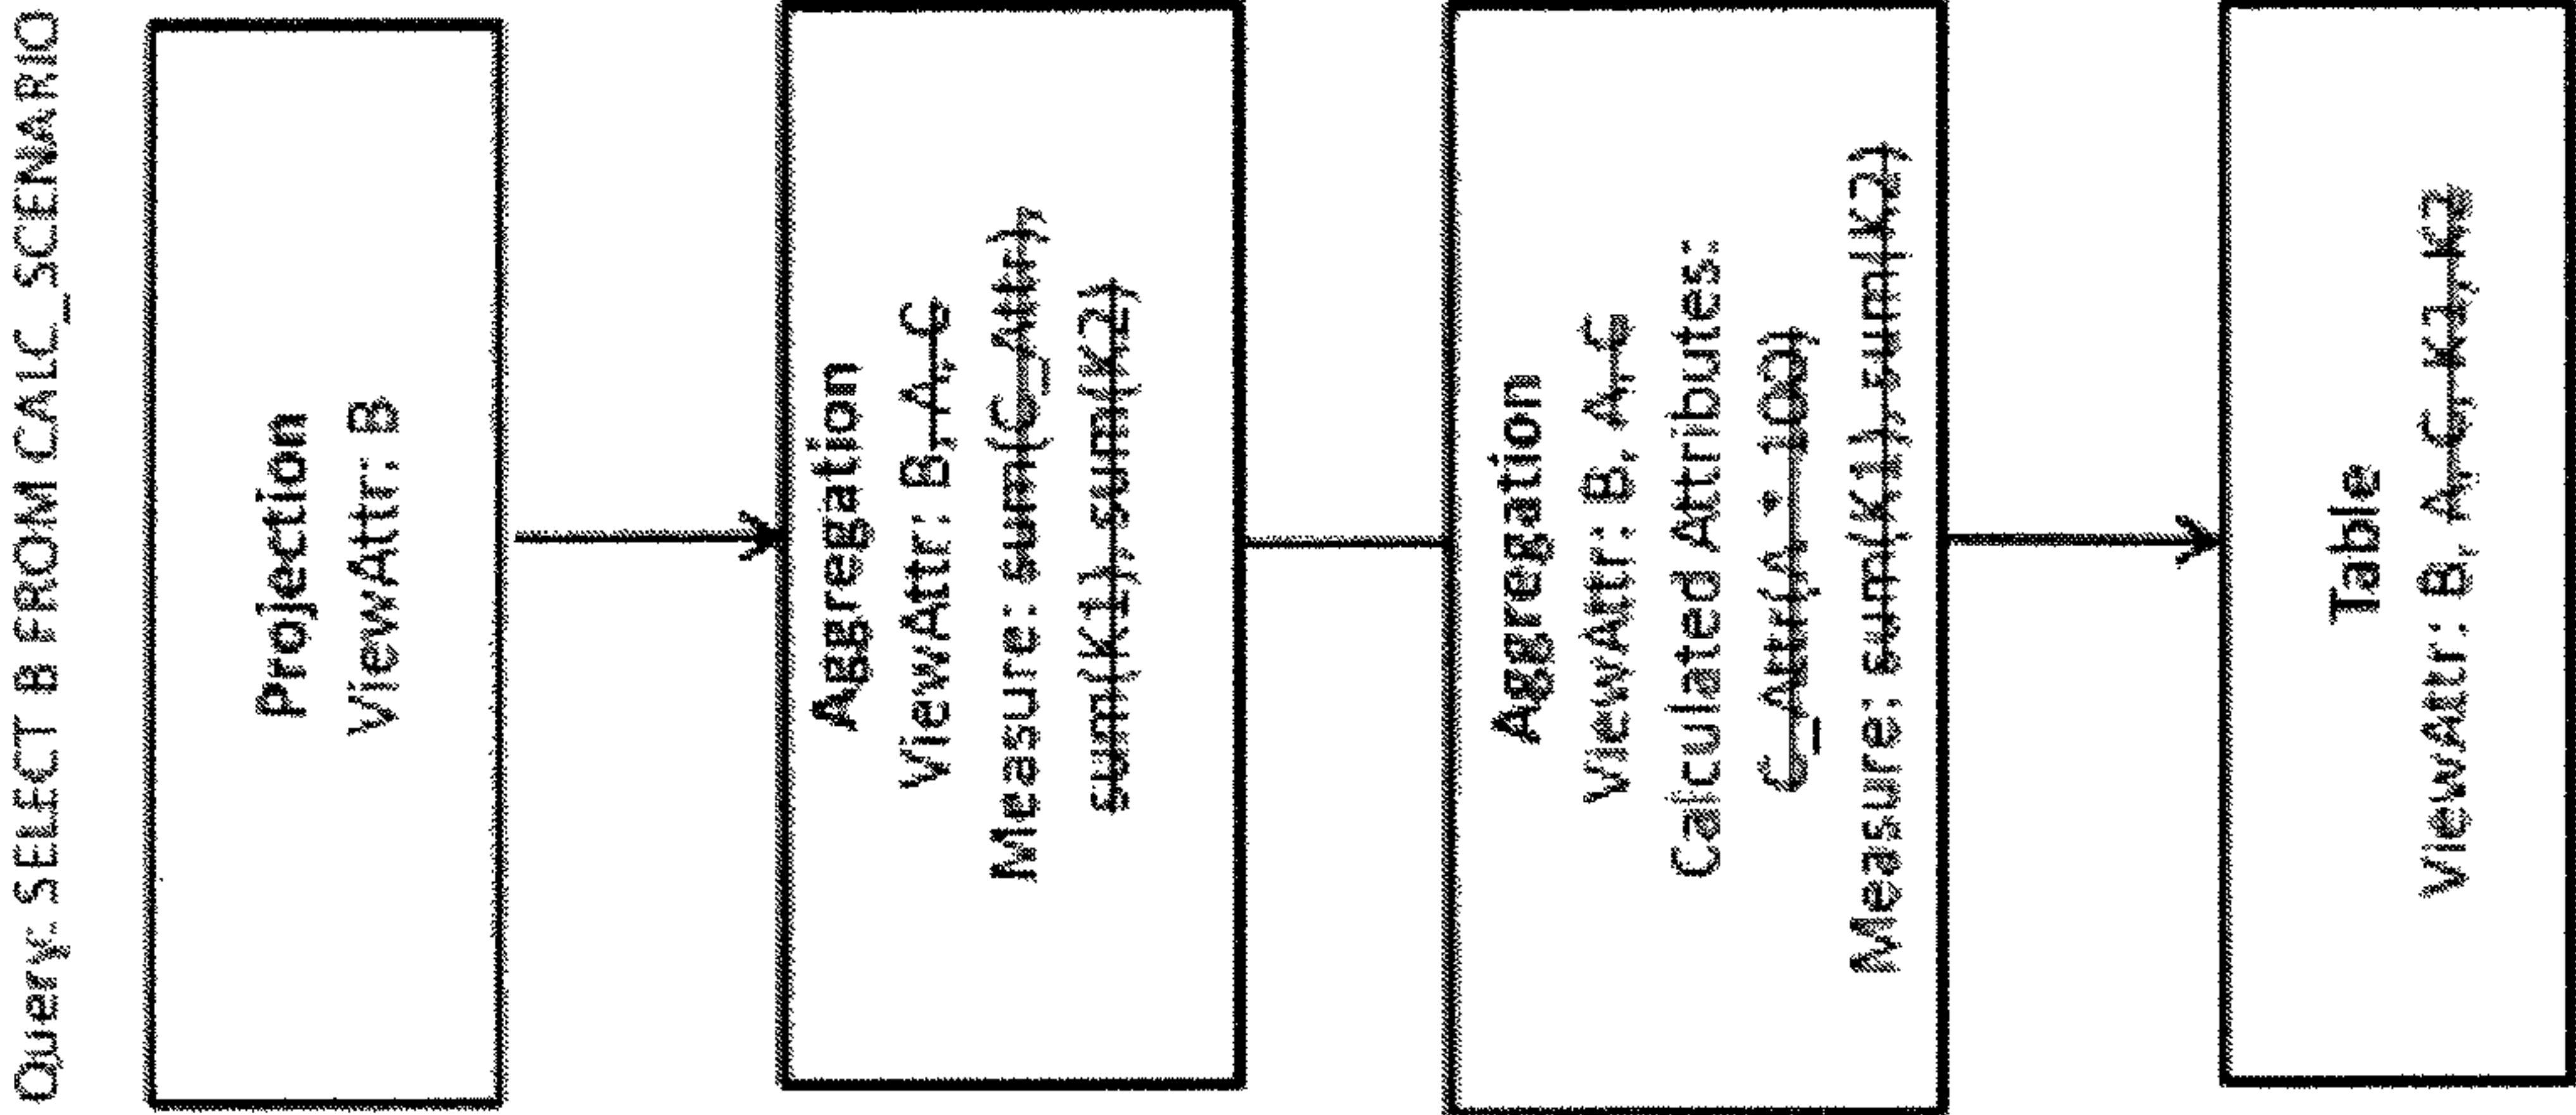 Query: SELECT B FROM CALC_SCENARIO
Projection
ViewAttr: B
Aggregation
ViewAttr: B, A, C
Measure: sum(C_Attr),
sum(K1), sum(K2)
Aggregation
ViewAttr: B, A, C
Calculated Attributes:
C_Attr(A * 100)
Measure: sum(K1), sum(K2)
Table
ViewAttr: B, A, C, K1, K2